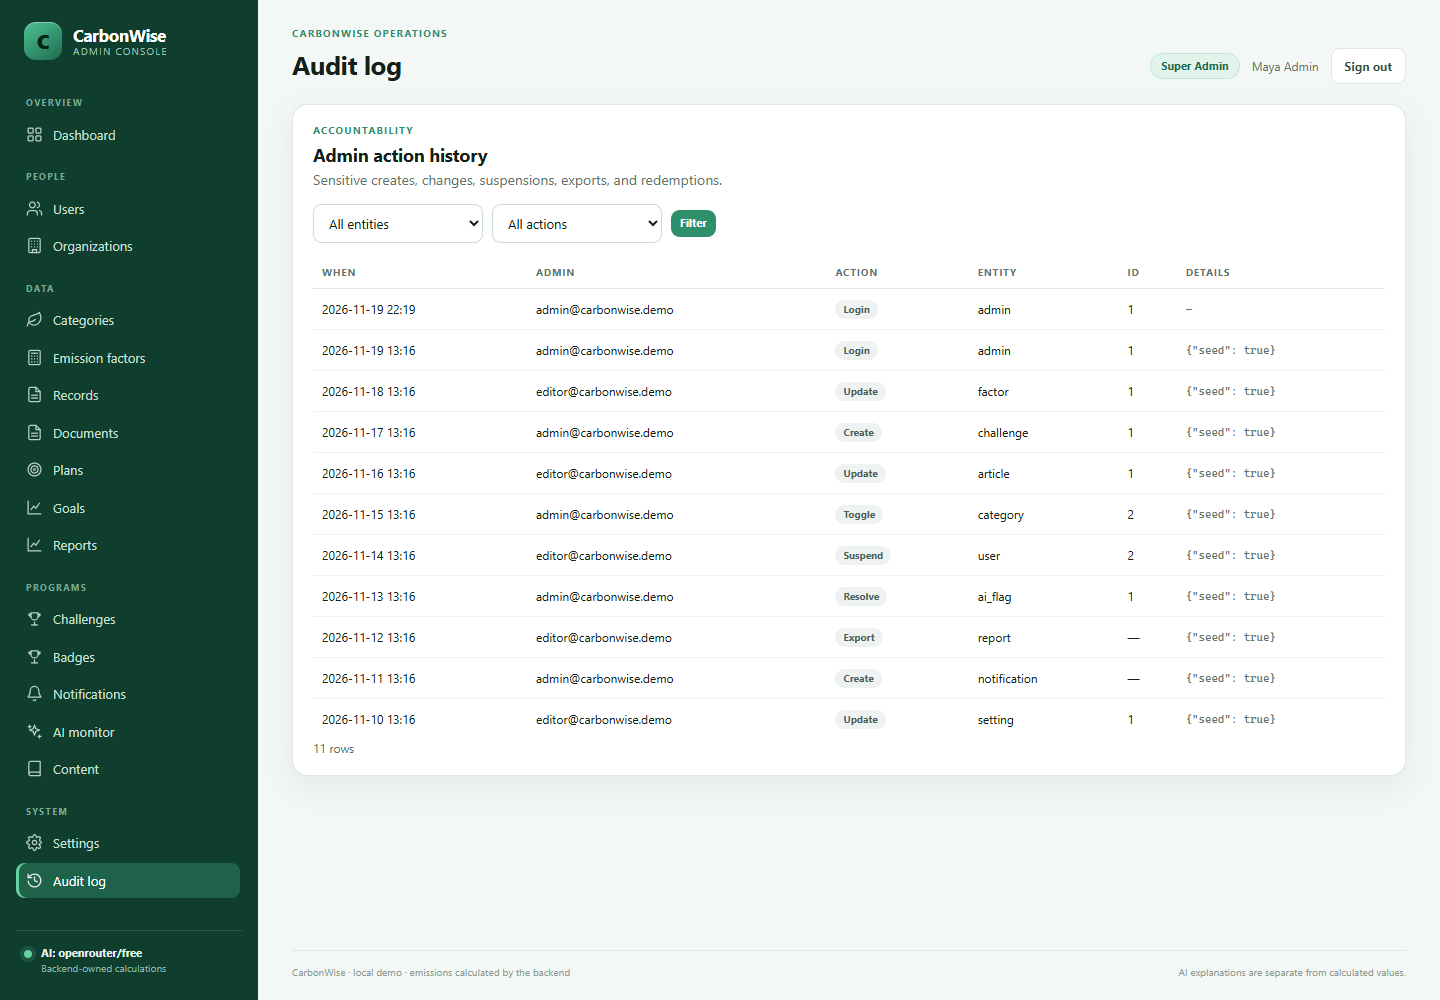 C
CarbonWise
ADMIN CONSOLE
OVERVIEW
Dashboard
PEOPLE
Users
Organizations
DATA
Categories
Emission factors
Records
Documents
Plans
Goals
Reports
PROGRAMS
Challenges
Badges
Notifications
AI monitor
Content
SYSTEM
Settings
Audit log
AI: openrouter/free
Backend-owned calculations
CARBONWISE OPERATIONS
Audit log
Super Admin Maya Admin Sign out
ACCOUNTABILITY
Admin action history
Sensitive creates, changes, suspensions, exports, and redemptions.
All entities All actions Filter
WHEN ADMIN ACTION ENTITY ID DETAILS
2026-11-19 22:19 admin@carbonwise.demo Login admin 1 –
2026-11-19 13:16 admin@carbonwise.demo Login admin 1 {"seed": true}
2026-11-18 13:16 editor@carbonwise.demo Update factor 1 {"seed": true}
2026-11-17 13:16 admin@carbonwise.demo Create challenge 1 {"seed": true}
2026-11-16 13:16 editor@carbonwise.demo Update article 1 {"seed": true}
2026-11-15 13:16 admin@carbonwise.demo Toggle category 2 {"seed": true}
2026-11-14 13:16 editor@carbonwise.demo Suspend user 2 {"seed": true}
2026-11-13 13:16 admin@carbonwise.demo Resolve ai_flag 1 {"seed": true}
2026-11-12 13:16 editor@carbonwise.demo Export report — {"seed": true}
2026-11-11 13:16 admin@carbonwise.demo Create notification — {"seed": true}
2026-11-10 13:16 editor@carbonwise.demo Update setting 1 {"seed": true}
11 rows
CarbonWise · local demo · emissions calculated by the backend
AI explanations are separate from calculated values.